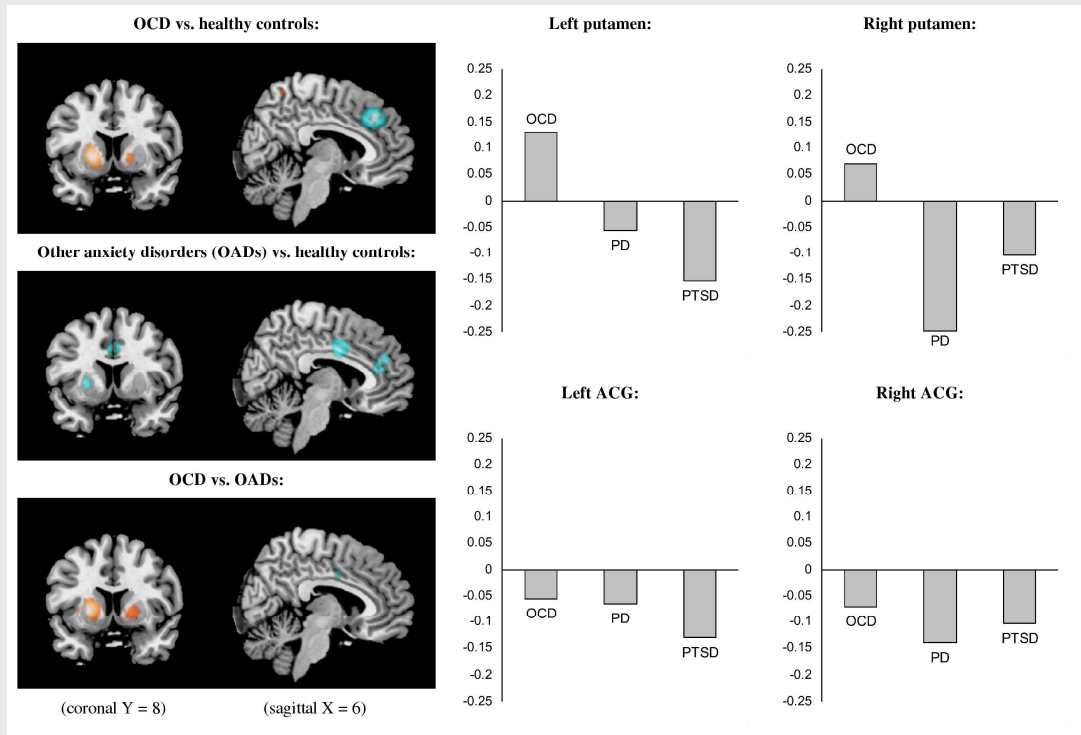 OCD vs. healthy controls:
Other anxiety disorders (OADs) vs. healthy controls:
OCD vs. OADs:
(coronal Y = 8)
(sagittal X = 6)
Left putamen:
0.25
0.2
0.15
0.1
0.05
0
-0.05
-0.1
-0.15
-0.2
-0.25
OCD
PD
PTSD
Right putamen:
0.25
0.2
0.15
0.1
0.05
0
-0.05
-0.1
-0.15
-0.2
-0.25
OCD
PD
PTSD
Left ACG:
0.25
0.2
0.15
0.1
0.05
0
-0.05
-0.1
-0.15
-0.2
-0.25
OCD
PD
PTSD
Right ACG:
0.25
0.2
0.15
0.1
0.05
0
-0.05
-0.1
-0.15
-0.2
-0.25
OCD
PD
PTSD